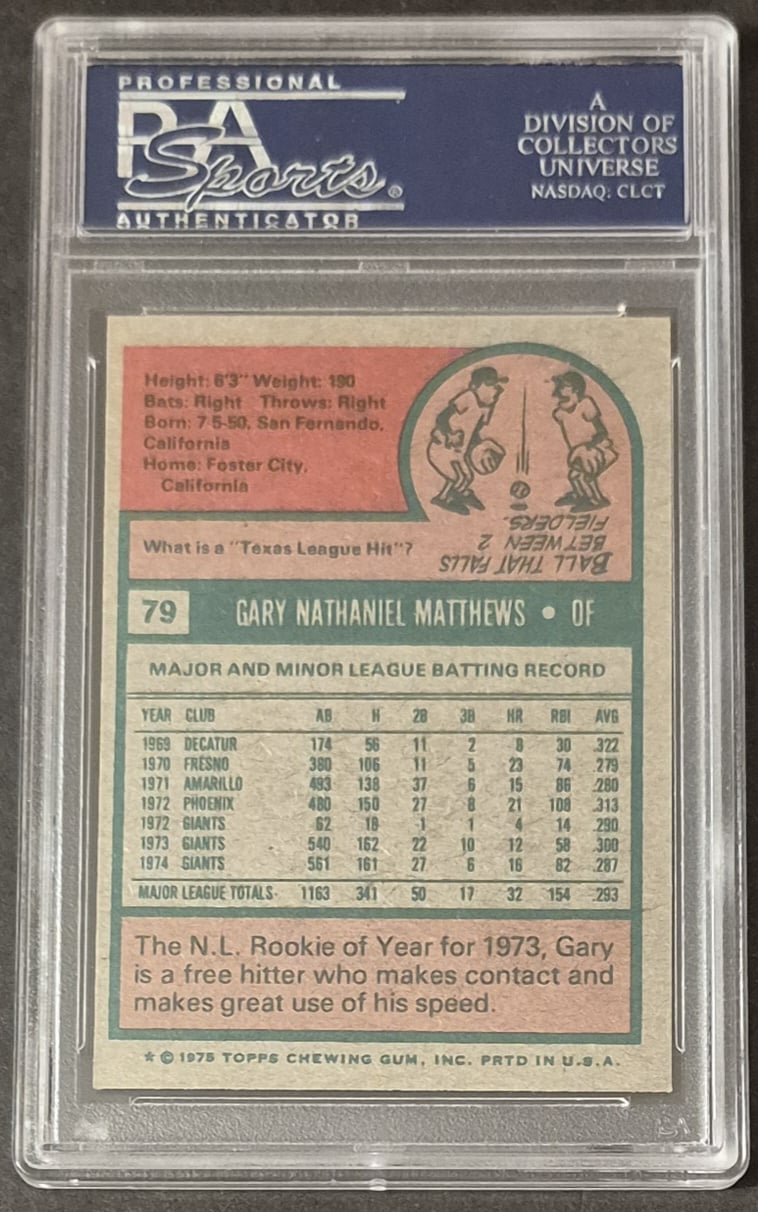 PROFESSIONAL
PSA
Sports®
AUTHENTICATOR
A
DIVISION OF
COLLECTORS
UNIVERSE
NASDAQ: CLCT
Height: 6'3" Weight: 190
Bats: Right Throws: Right
Born: 7-5-50, San Fernando,
California
Home: Foster City,
California
What is a "Texas League Hit"?
BALL THAT FALLS
BETWEEN 2
FIELDERS.
79 GARY NATHANIEL MATTHEWS • OF
MAJOR AND MINOR LEAGUE BATTING RECORD
YEAR CLUB AB H 2B 3B HR RBI AVG
1969 DECATUR 174 56 11 2 8 30 .322
1970 FRESNO 380 106 11 5 23 74 .279
1971 AMARILLO 493 138 37 6 15 86 .280
1972 PHOENIX 480 150 27 8 21 108 .313
1972 GIANTS 62 18 1 1 4 14 .290
1973 GIANTS 540 162 22 10 12 58 .300
1974 GIANTS 561 161 27 6 16 82 .287
MAJOR LEAGUE TOTALS 1163 341 50 17 32 154 .293
The N.L. Rookie of Year for 1973, Gary
is a free hitter who makes contact and
makes great use of his speed.
* © 1975 TOPPS CHEWING GUM, INC. PRTD IN U.S.A.